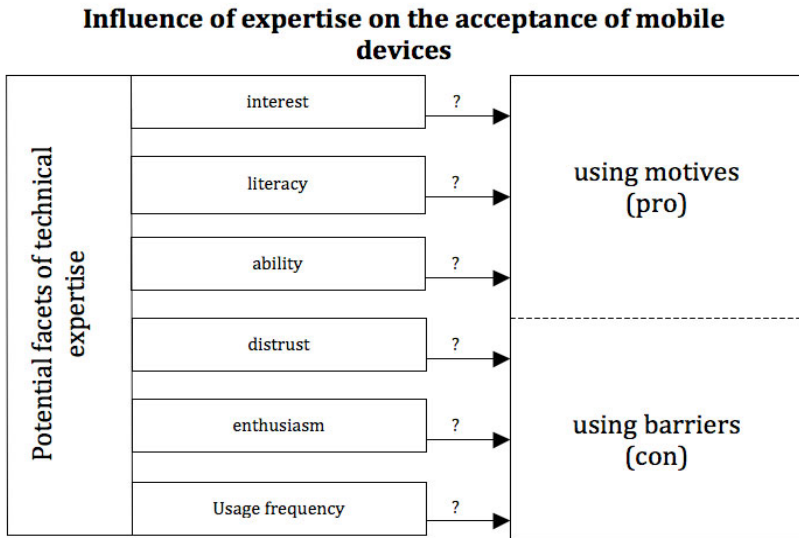 Influence of expertise on the acceptance of mobile
devices
Potential facets of technical
expertise
interest
?
literacy
?
ability
?
distrust
?
enthusiasm
?
Usage frequency
?
using motives
(pro)
using barriers
(con)